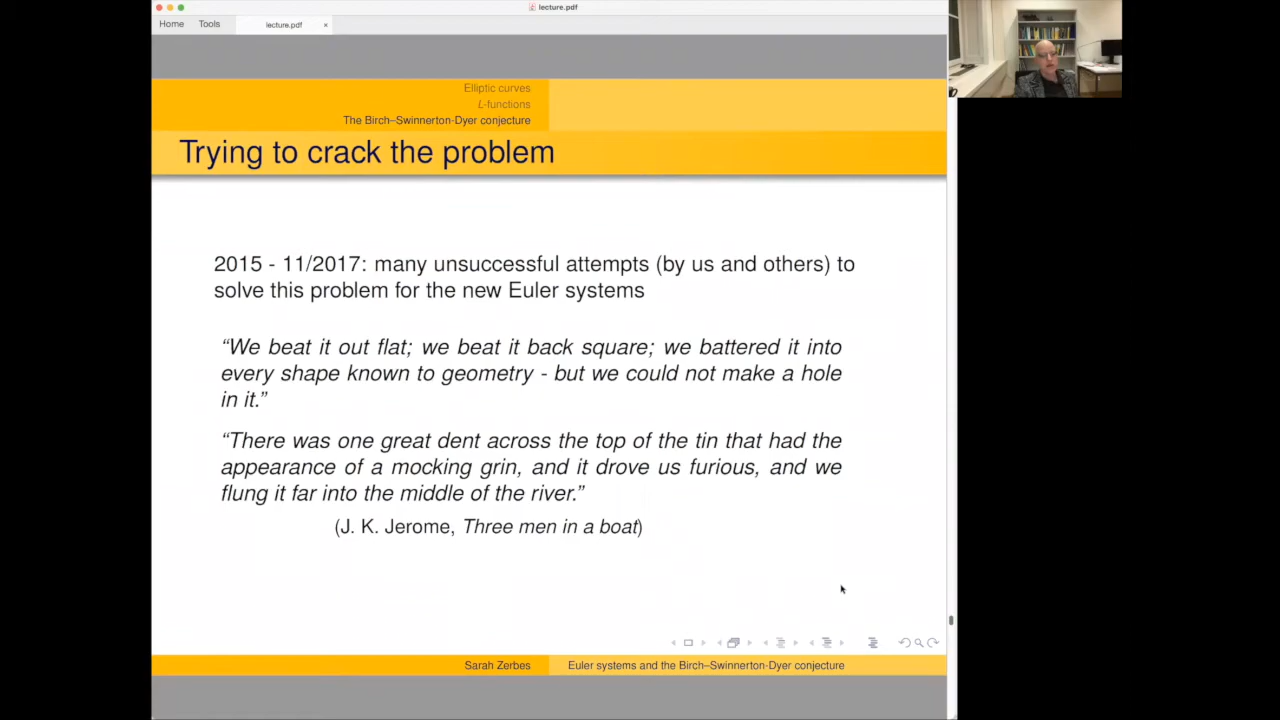 lecture.pdf
Home Tools lecture.pdf ×
Elliptic curves
L-functions
The Birch–Swinnerton-Dyer conjecture
Trying to crack the problem
2015 - 11/2017: many unsuccessful attempts (by us and others) to
solve this problem for the new Euler systems
“We beat it out flat; we beat it back square; we battered it into
every shape known to geometry - but we could not make a hole
in it.”
“There was one great dent across the top of the tin that had the
appearance of a mocking grin, and it drove us furious, and we
flung it far into the middle of the river.”
(J. K. Jerome, Three men in a boat)
Sarah Zerbes Euler systems and the Birch–Swinnerton-Dyer conjecture